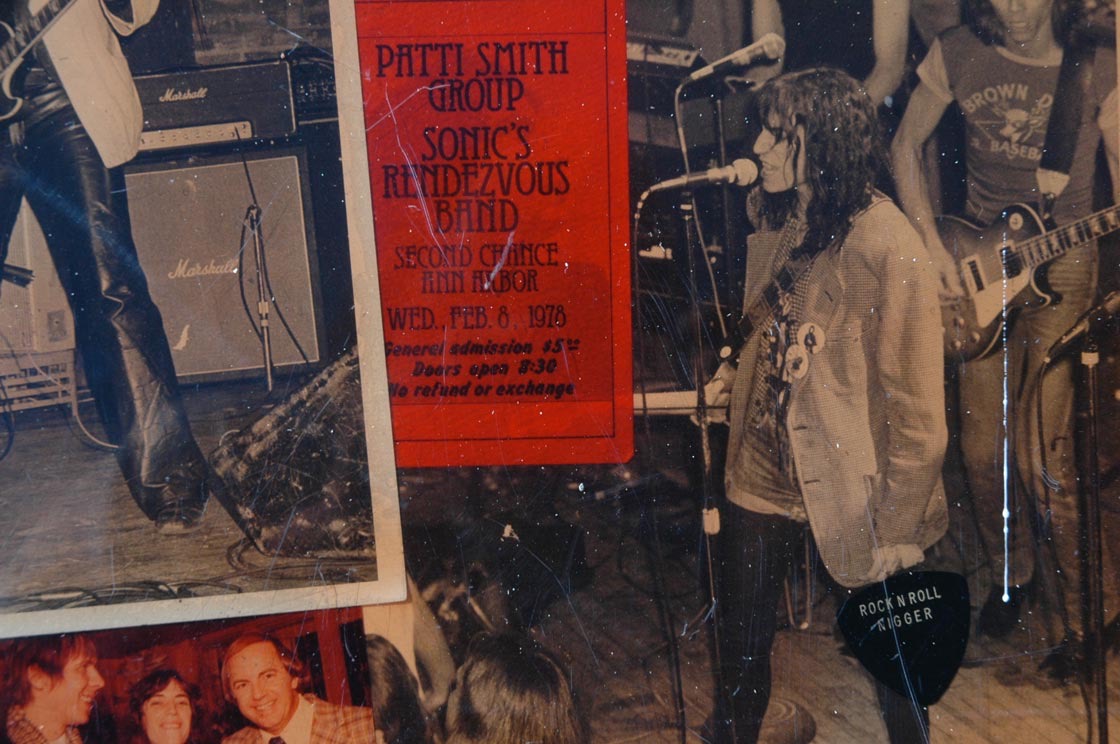 Marshall
Marshall
PATTI SMITH
GROUP
SONIC'S
RENDEZVOUS
BAND
SECOND CHANCE
ANN ARBOR
WED. FEB. 8, 1978
General admission $5.00
Doors open 8:30
No refund or exchange
BROWN
BASEB
ROCK N ROLL
NIGGER